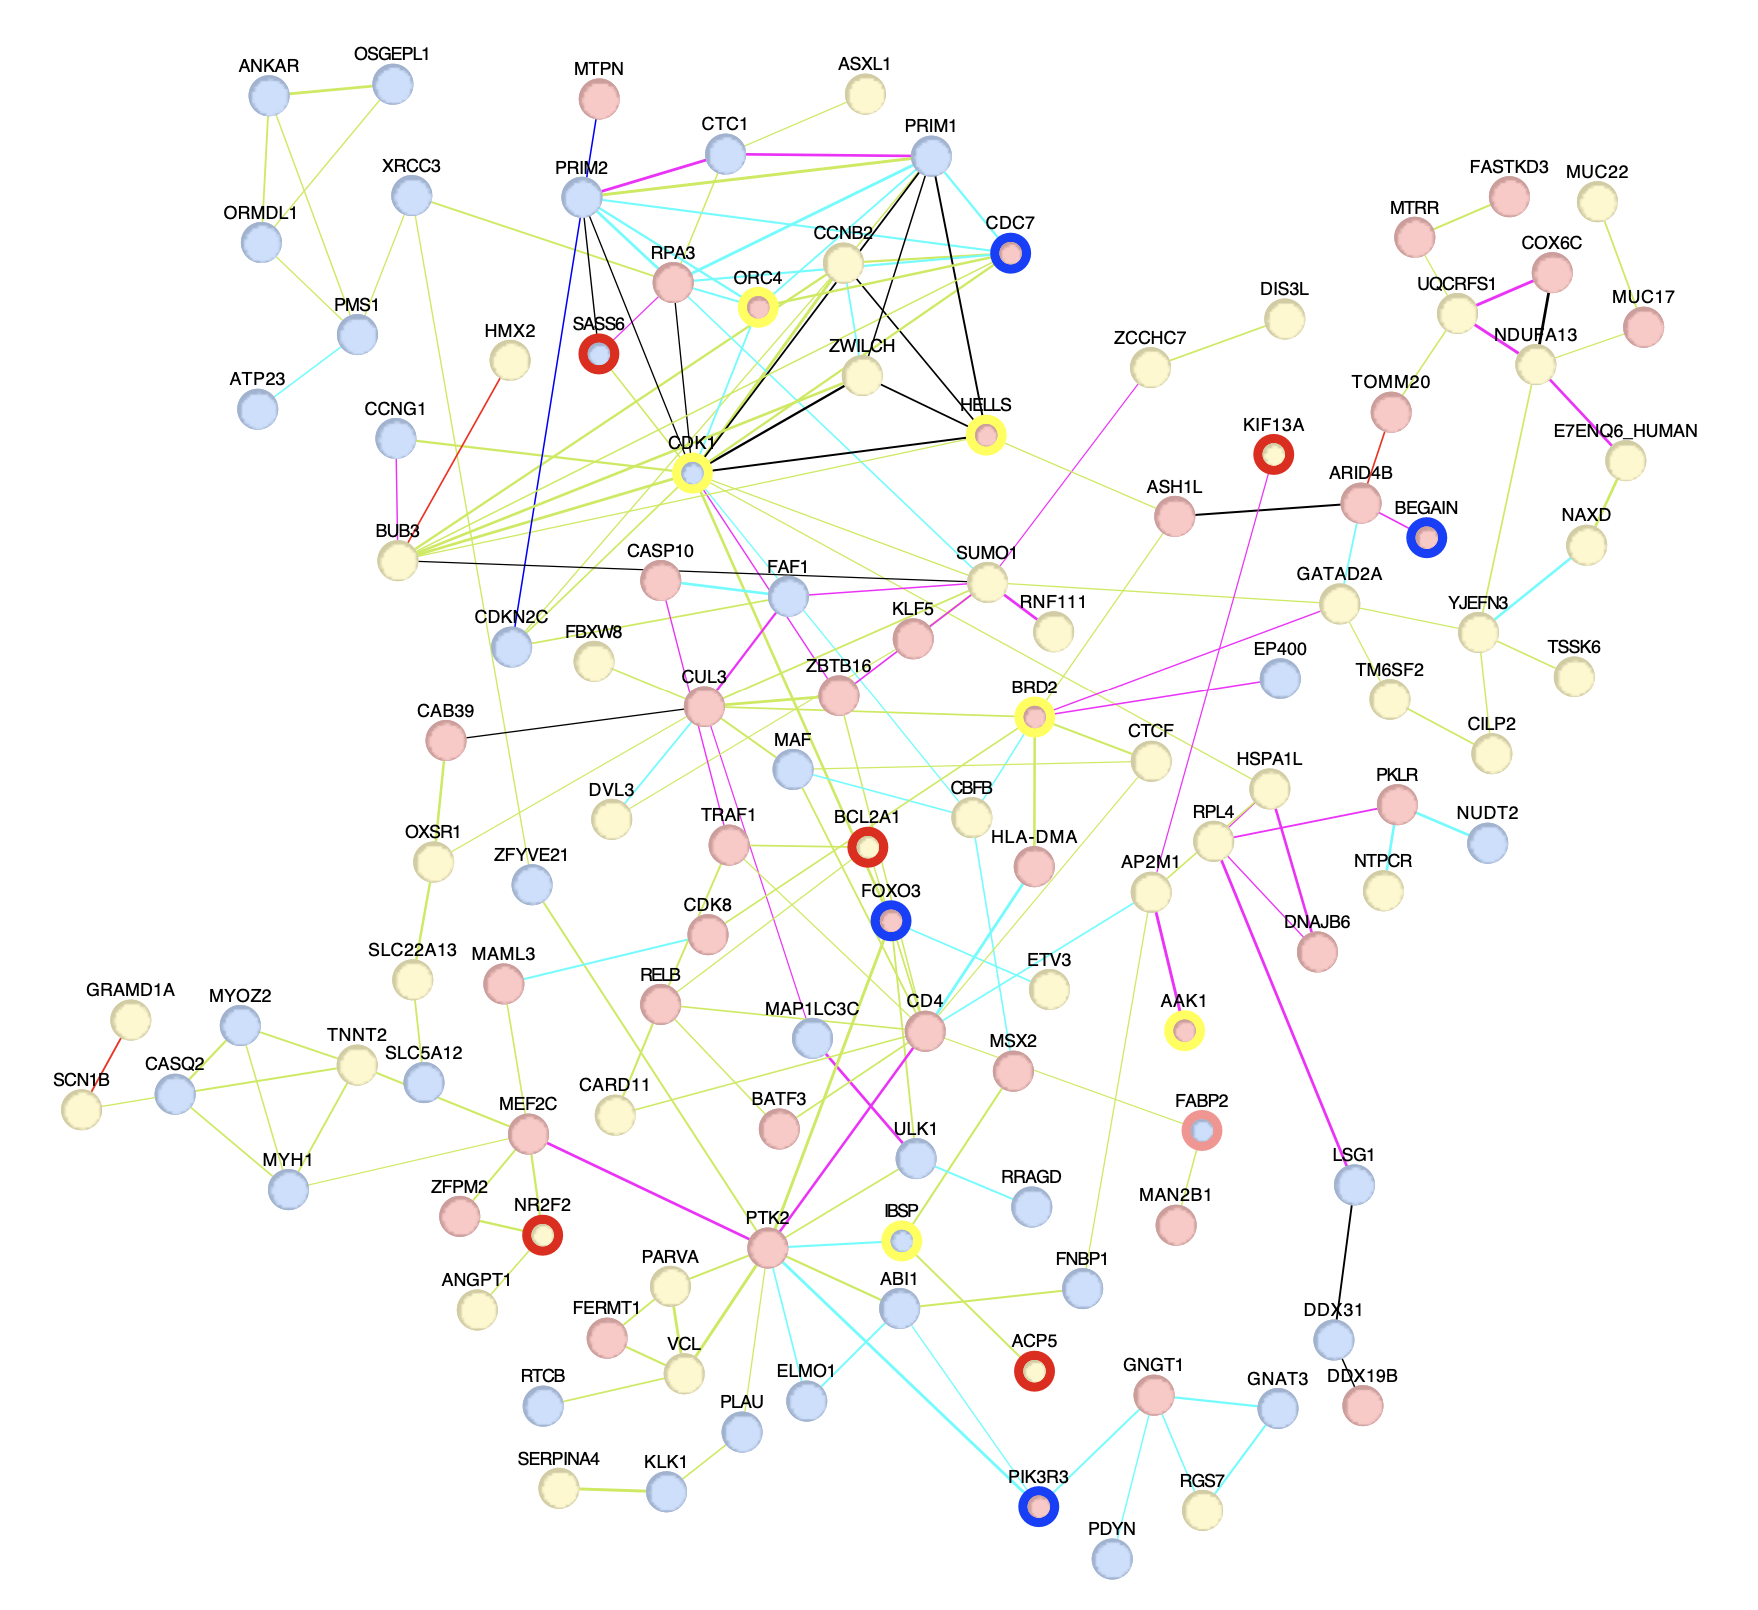 OSGEPL1
ANKAR
MTPN
ASXL1
CTC1
PRIM1
XRCC3
PRIM2
FASTKD3
MUC22
MTRR
ORMDL1
CCNB2
CDC7
COX6C
RPA3
ORC4
UQCRFS1
MUC17
PMS1
HMX2
SASS6
DIS3L
ZCCHC7
NDUFA13
ZWILCH
ATP23
TOMM20
CCNG1
HELLS
KIF13A
E7ENQ6_HUMAN
CDK1
ARID4B
ASH1L
BEGAIN
NAXD
BUB3
CASP10
FAF1
SUMO1
GATAD2A
RNF111
YJEFN3
CDKN2C
KLF5
FBXW8
EP400
TSSK6
ZBTB16
CUL3
BRD2
TM6SF2
CAB39
CILP2
MAF
CTCF
HSPA1L
PKLR
DVL3
CBFB
RPL4
NUDT2
TRAF1
BCL2A1
HLA-DMA
OXSR1
ZFYVE21
AP2M1
NTPCR
FOXO3
CDK8
DNAJB6
SLC22A13
MAML3
ETV3
RELB
GRAMD1A
MYOZ2
MAP1LC3C
CD4
AAK1
TNNT2
SLC5A12
MSX2
CASQ2
SCN1B
CARD11
BATF3
FABP2
MEF2C
ULK1
LSG1
MYH1
RRAGD
ZFPM2
MAN2B1
NR2F2
PTK2
IBSP
PARVA
FNBP1
ANGPT1
ABI1
FERMT1
DDX31
VCL
ACP5
GNGT1
RTCB
ELMO1
GNAT3
DDX19B
PLAU
SERPINA4
KLK1
PIK3R3
RGS7
PDYN